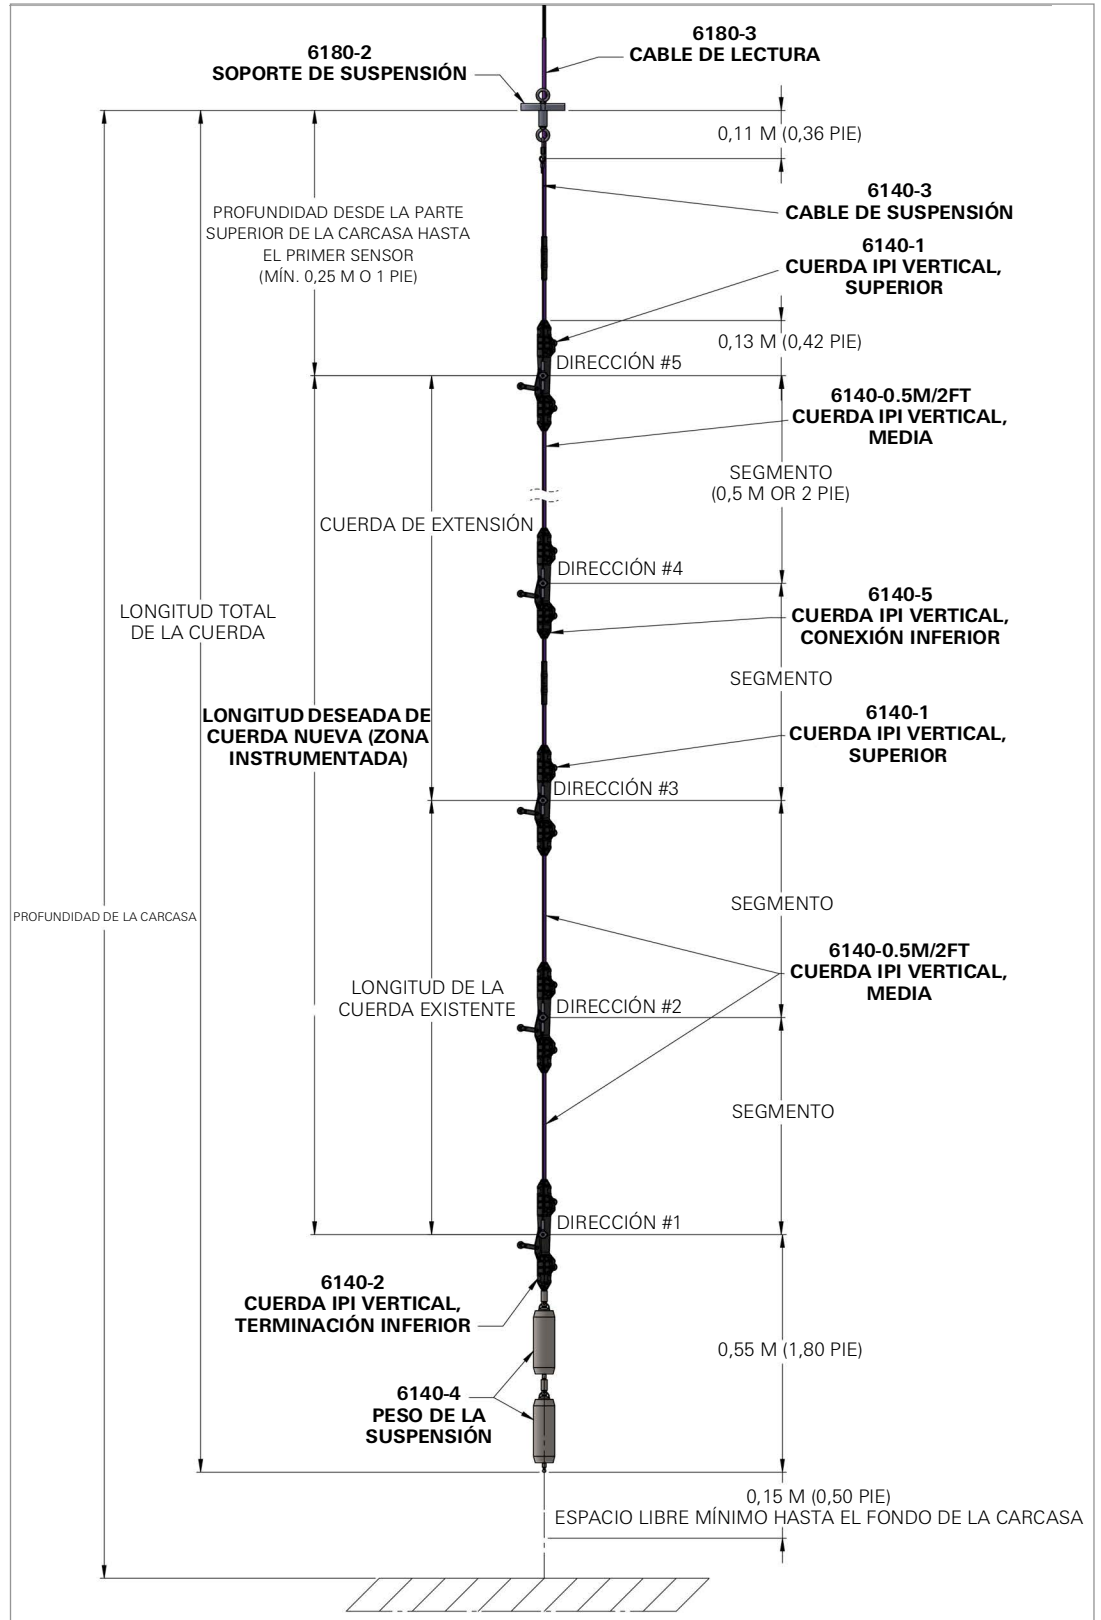 6180-2
SOPORTE DE SUSPENSIÓN
6180-3
CABLE DE LECTURA
0,11 M (0,36 PIE)
6140-3
CABLE DE SUSPENSIÓN
PROFUNDIDAD DESDE LA PARTE
SUPERIOR DE LA CARCASA HASTA
EL PRIMER SENSOR
(MÍN. 0,25 M O 1 PIE)
6140-1
CUERDA IPI VERTICAL,
SUPERIOR
0,13 M (0,42 PIE)
DIRECCIÓN #5
6140-0.5M/2FT
CUERDA IPI VERTICAL,
MEDIA
SEGMENTO
(0,5 M OR 2 PIE)
CUERDA DE EXTENSIÓN
DIRECCIÓN #4
6140-5
CUERDA IPI VERTICAL,
CONEXIÓN INFERIOR
LONGITUD TOTAL
DE LA CUERDA
SEGMENTO
LONGITUD DESEADA DE
CUERDA NUEVA (ZONA
INSTRUMENTADA)
6140-1
CUERDA IPI VERTICAL,
SUPERIOR
DIRECCIÓN #3
SEGMENTO
PROFUNDIDAD DE LA CARCASA
6140-0.5M/2FT
CUERDA IPI VERTICAL,
MEDIA
LONGITUD DE LA
CUERDA EXISTENTE
DIRECCIÓN #2
SEGMENTO
DIRECCIÓN #1
6140-2
CUERDA IPI VERTICAL,
TERMINACIÓN INFERIOR
0,55 M (1,80 PIE)
6140-4
PESO DE LA
SUSPENSIÓN
0,15 M (0,50 PIE)
ESPACIO LIBRE MÍNIMO HASTA EL FONDO DE LA CARCASA